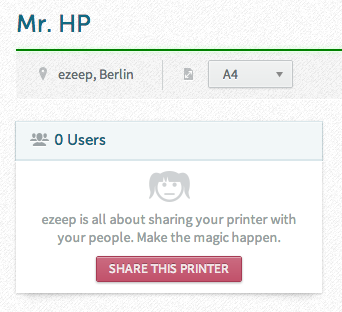 Mr. HP
ezeep, Berlin
A4
0 Users
ezeep is all about sharing your printer with
your people. Make the magic happen.
SHARE THIS PRINTER